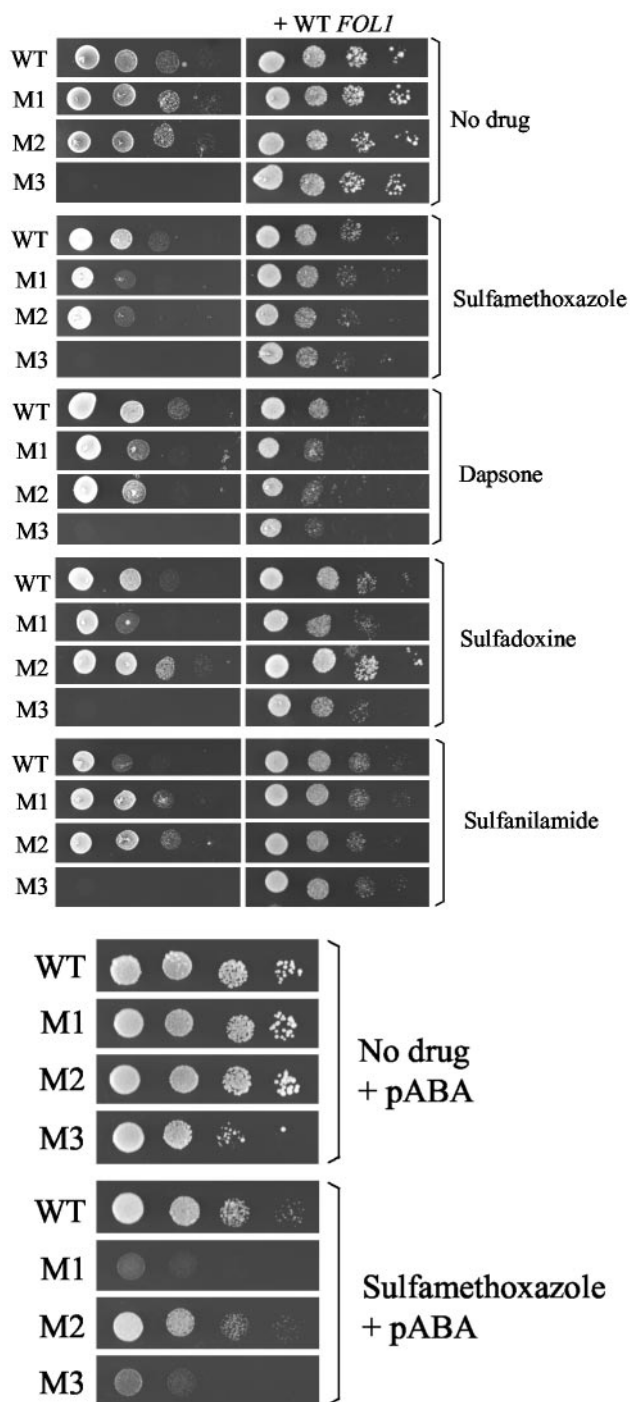 + WT FOL1
WT
M1
M2
M3
No drug
WT
M1
M2
M3
Sulfamethoxazole
WT
M1
M2
M3
Dapsone
WT
M1
M2
M3
Sulfadoxine
WT
M1
M2
M3
Sulfanilamide
WT
M1
M2
M3
No drug
+ pABA
WT
M1
M2
M3
Sulfamethoxazole
+ pABA